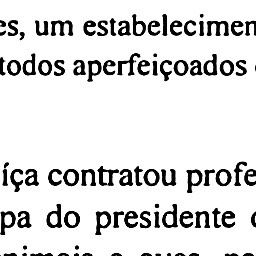 es, um estabelecimen
todos aperfeiçoados
íça contratou profe
pa do presidente